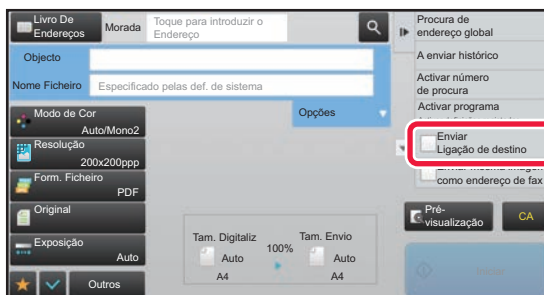 Livro De
Endereços
Morada
Toque para introduzir o
Endereço
Objecto
Nome Ficheiro
Especificado pelas def. de sistema
Modo de Cor
Auto/Mono2
Opções
Resolução
200x200ppp
Form. Ficheiro
PDF
Original
Exposição
Auto
Outros
Tam. Digitaliz
100%
Tam. Envio
Auto
A4
Auto
A4
Procura de
endereço global
A enviar histórico
Activar número
de procura
Activar programa
Enviar
Ligação de destino
como endereço de fax
Pré-
visualização
CA